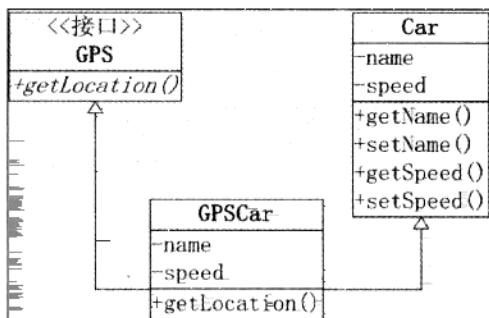 <<接口>>
GPS
+getLocation()
Car
-name
-speed
+getName()
+setName()
+getSpeed()
+setSpeed()
GPSCar
-name
-speed
+getLocation()